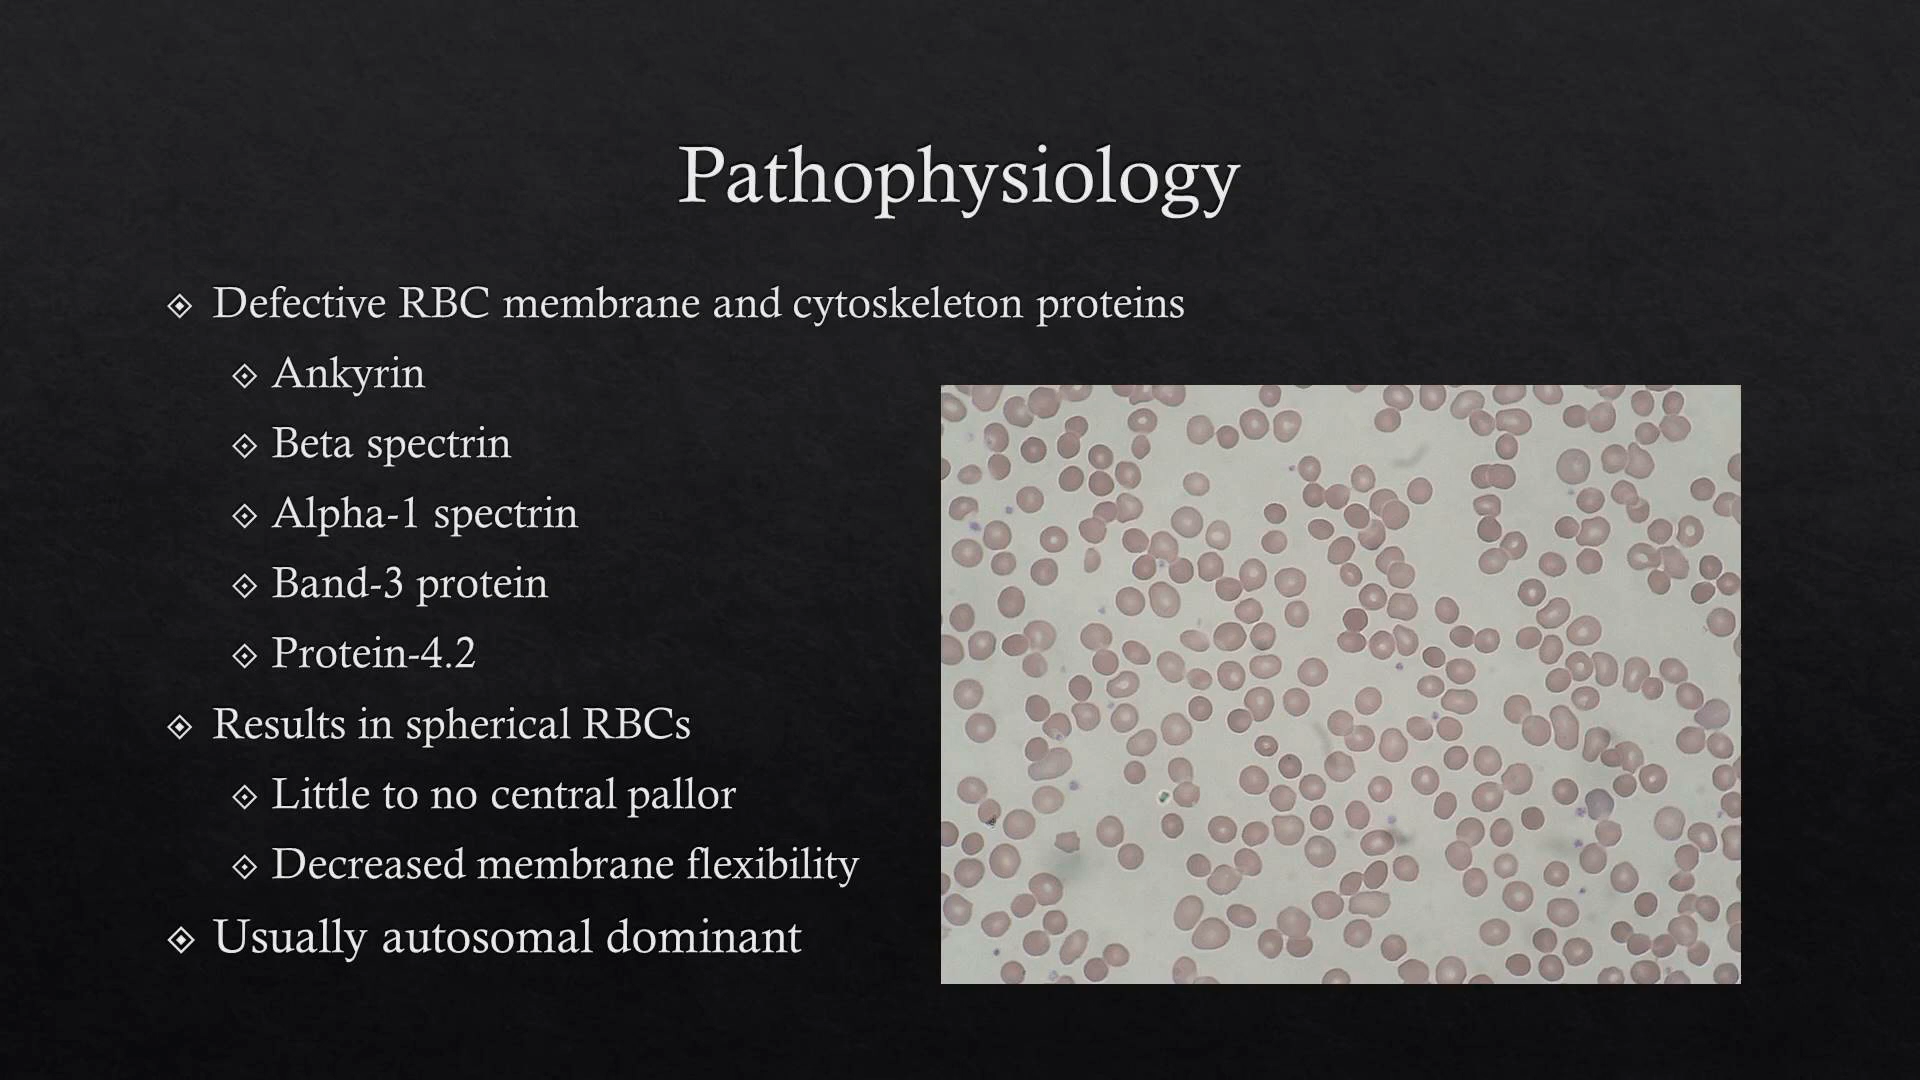 Pathophysiology
Defective RBC membrane and cytoskeleton proteins
Ankyrin
Beta spectrin
Alpha-1 spectrin
Band-3 protein
Protein-4.2
Results in spherical RBCs
Little to no central pallor
Decreased membrane flexibility
Usually autosomal dominant